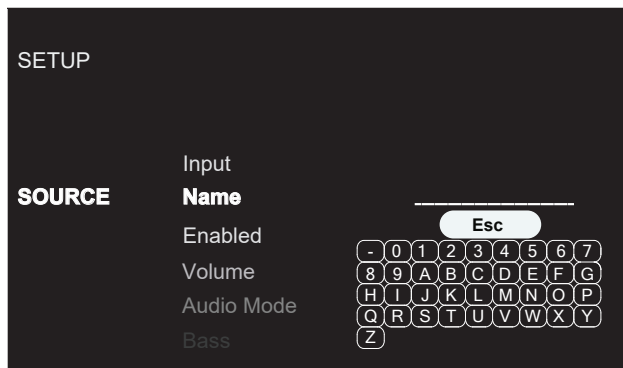 SETUP
Input
SOURCE Name ______________
Esc
Enabled
- 0 1 2 3 4 5 6 7
Volume
8 9 A B C D E F G
Audio Mode
H I J K L M N O P
Q R S T U V W X Y
Bass
Z